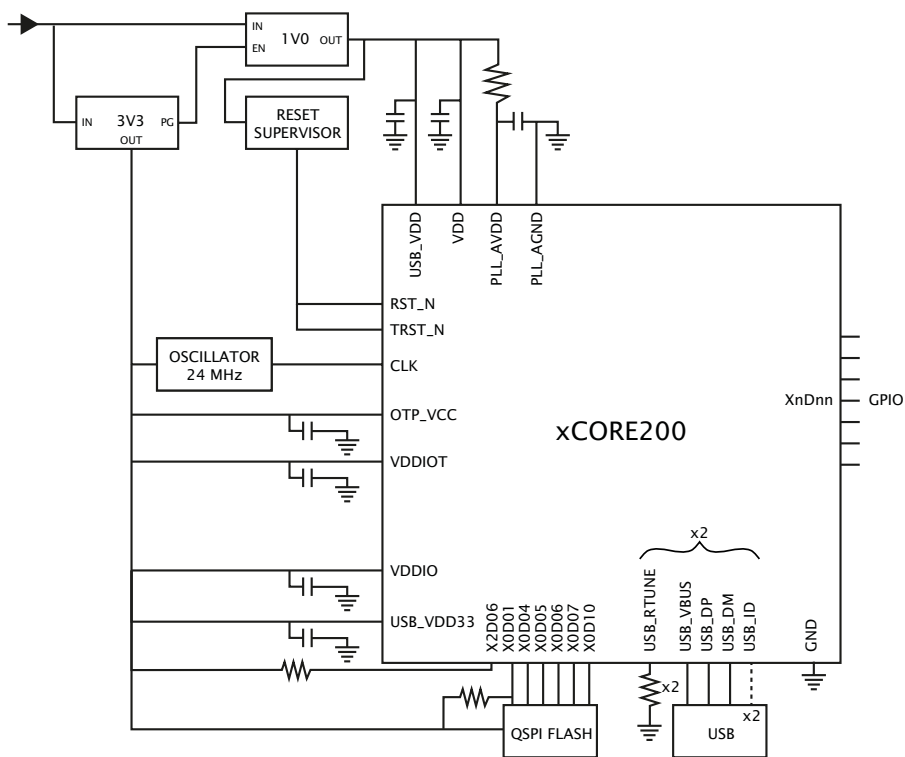 IN
1V0
OUT
EN
IN
3V3
PG
OUT
RESET
SUPERVISOR
USB_VDD
VDD
PLL_AVDD
PLL_AGND
RST_N
TRST_N
OSCILLATOR
24 MHz
CLK
XnDnn
GPIO
OTP_VCC
xCORE200
VDDIOT
x2
VDDIO
USB_VDD33
X2D06
X0D01
X0D04
X0D05
X0D06
X0D07
X0D10
USB_RTUNE
USB_VBUS
USB_DP
USB_DM
USB_ID
GND
x2
x2
QSPI FLASH
USB